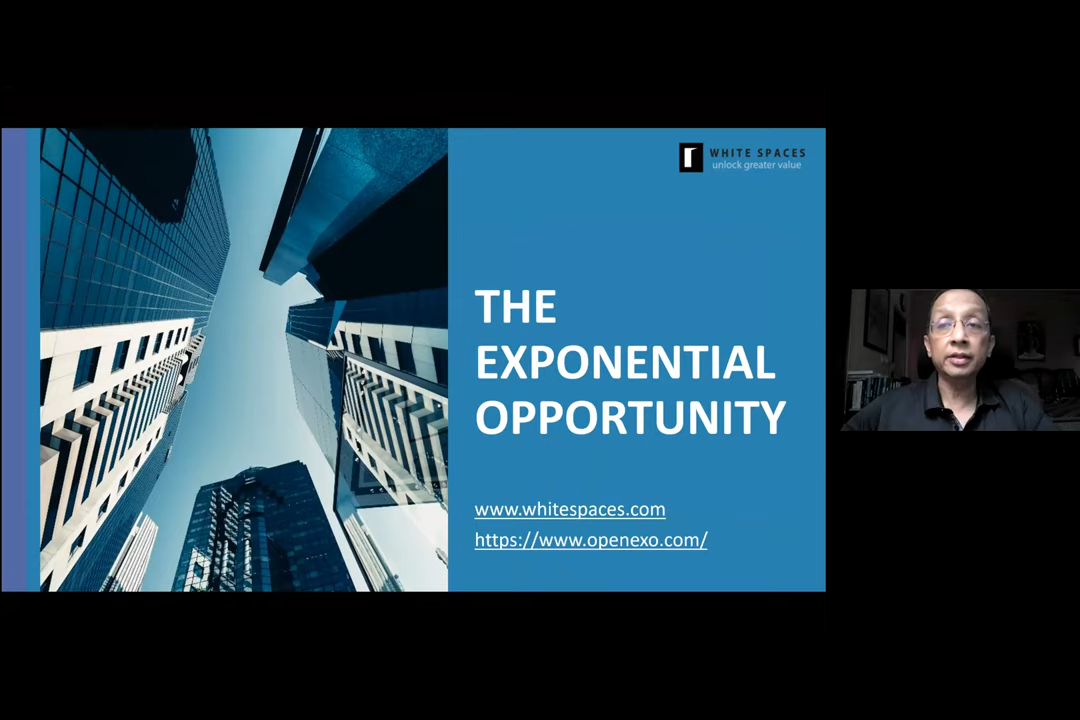 WHITE SPACES
unlock greater value
THE
EXPONENTIAL
OPPORTUNITY
www.whitespaces.com
https://www.openexo.com/